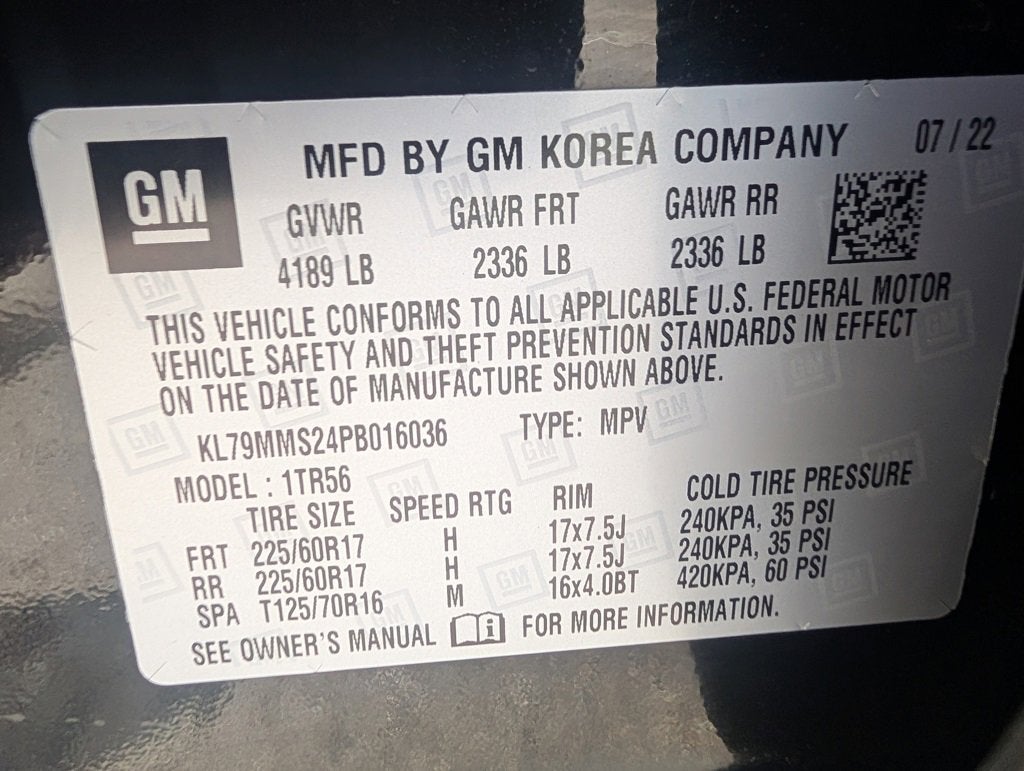 GM
MFD BY GM KOREA COMPANY 07/22
GVWR GAWR FRT GAWR RR
4189 LB 2336 LB 2336 LB
THIS VEHICLE CONFORMS TO ALL APPLICABLE U.S. FEDERAL MOTOR
VEHICLE SAFETY AND THEFT PREVENTION STANDARDS IN EFFECT
ON THE DATE OF MANUFACTURE SHOWN ABOVE.
KL79MMS24PB016036 TYPE: MPV
MODEL : 1TR56
TIRE SIZE SPEED RTG RIM COLD TIRE PRESSURE
FRT 225/60R17 H 17x7.5J 240KPA, 35 PSI
RR 225/60R17 H 17x7.5J 240KPA, 35 PSI
SPA T125/70R16 M 16x4.0BT 420KPA, 60 PSI
SEE OWNER'S MANUAL i FOR MORE INFORMATION.